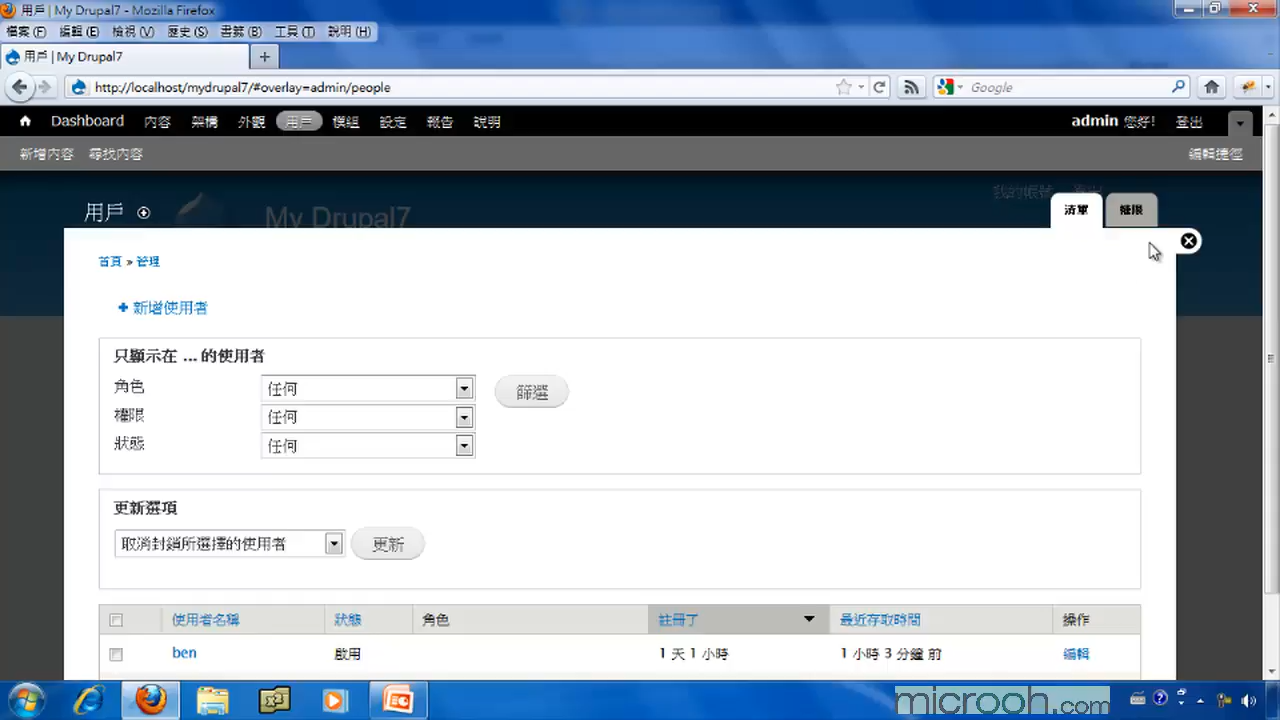 用戶 | My Drupal7 - Mozilla Firefox
檔案(F) 編輯(E) 檢視(V) 歷史(S) 書籤(B) 工具(T) 說明(H)
用戶 | My Drupal7
http://localhost/mydrupal7/#overlay=admin/people
Google
Dashboard 內容 架構 外觀 用戶 模組 設定 報告 說明 admin 您好! 登出
新增內容 尋找內容 編輯捷徑
我的帳號 登出
用戶 My Drupal7 清單 權限
首頁 » 管理
新增使用者
只顯示在 ... 的使用者
角色 任何 篩選
權限 任何
狀態 任何
更新選項
取消封鎖所選擇的使用者 更新
使用者名稱 狀態 角色 註冊了 最近存取時間 操作
ben 啟用 1 天 1 小時 1 小時 3 分鐘 前 編輯
microoh.com